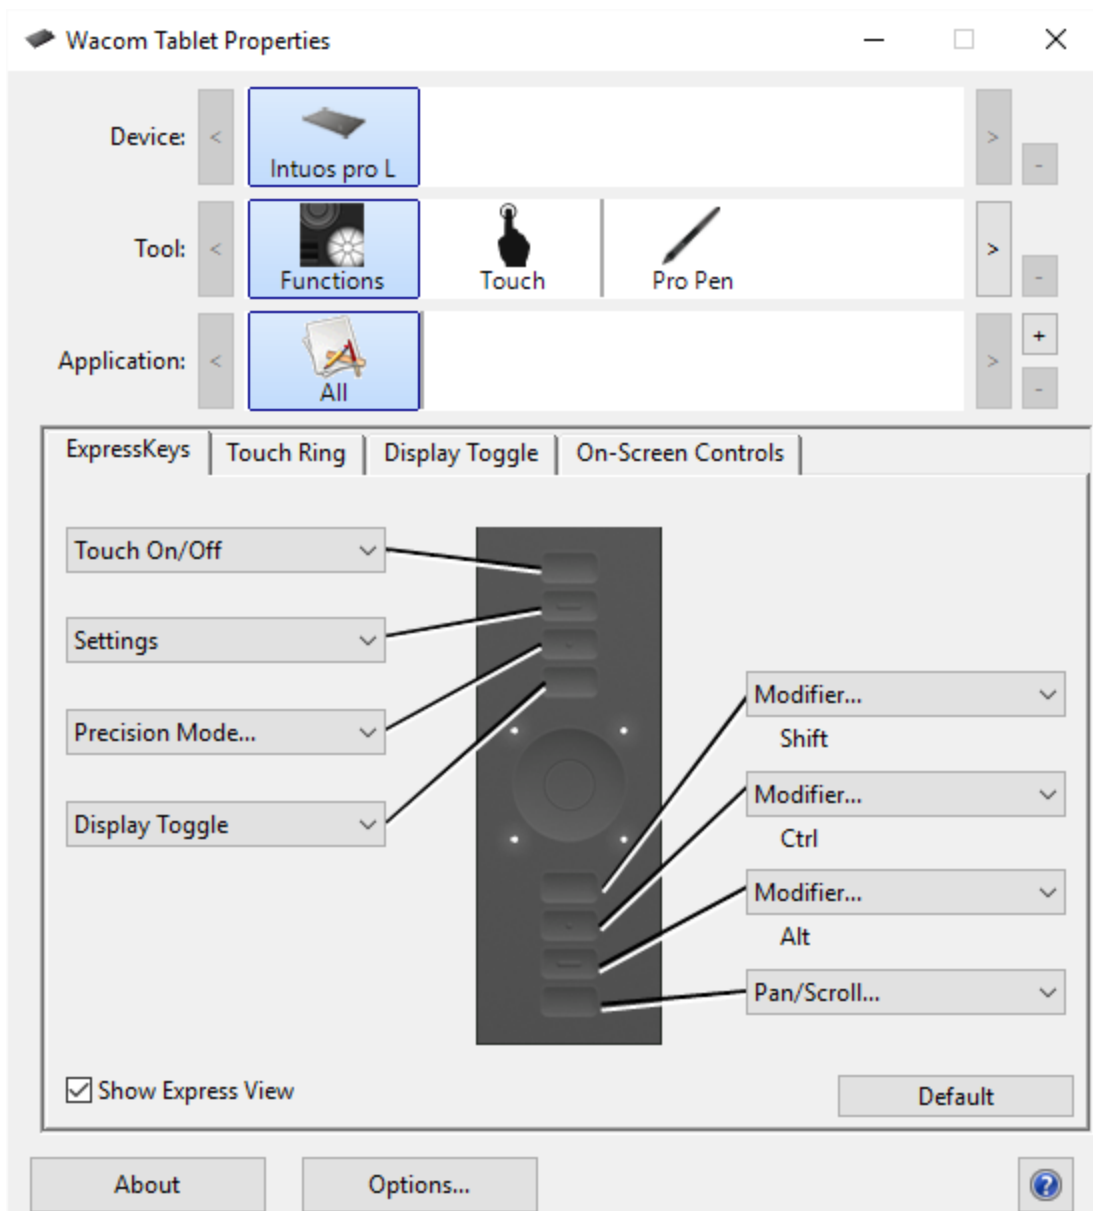 Wacom Tablet Properties
Device:
<
Intuos pro L
>
-
Tool:
<
Functions
Touch
Pro Pen
>
-
Application:
<
All
>
+
-
ExpressKeys
Touch Ring
Display Toggle
On-Screen Controls
Touch On/Off
Settings
Precision Mode...
Display Toggle
Modifier...
Shift
Modifier...
Ctrl
Modifier...
Alt
Pan/Scroll...
Show Express View
Default
About
Options...
?